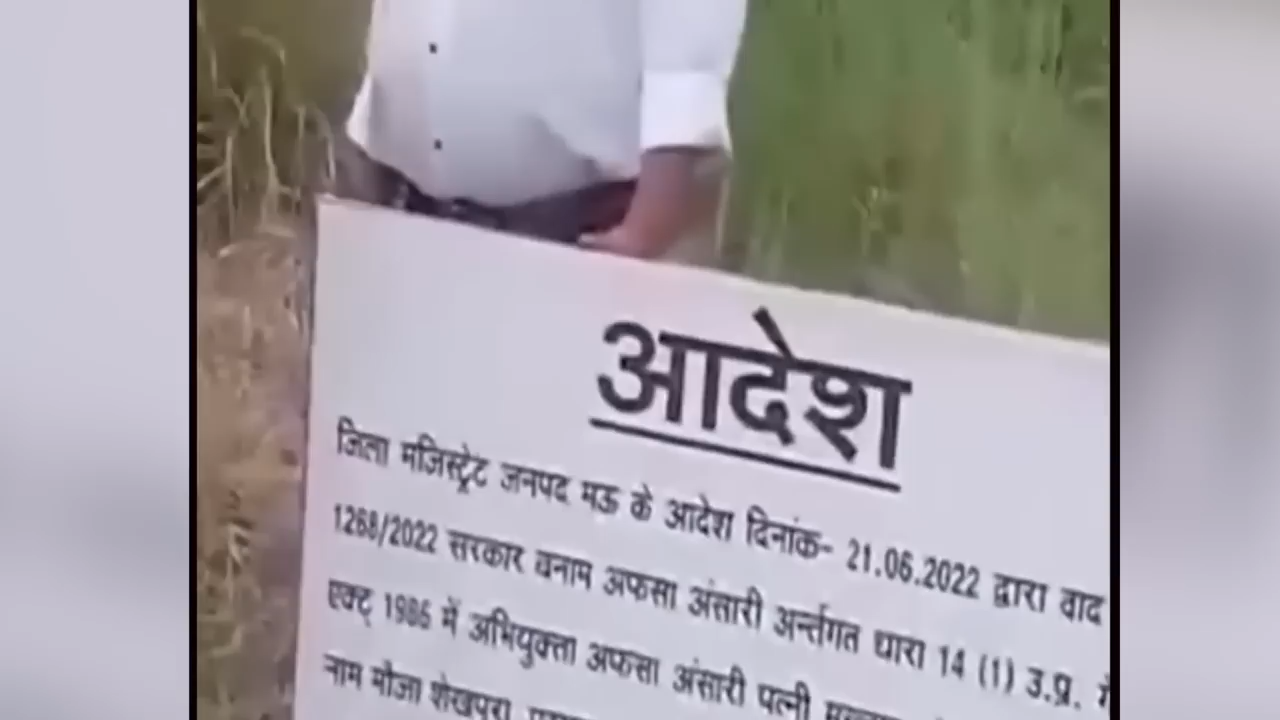 आदेश
जिला मजिस्ट्रेट जनपद मऊ के आदेश दिनांक- 21.06.2022 द्वारा वाद
1268/2022 सरकार बनाम अफसा अंसारी अर्न्तगत धारा 14 (1) उ.प्र.
एक्ट् 1986 में अभियुक्ता अफसा अंसारी पत्नी
नाम मौजा शेखपुरा